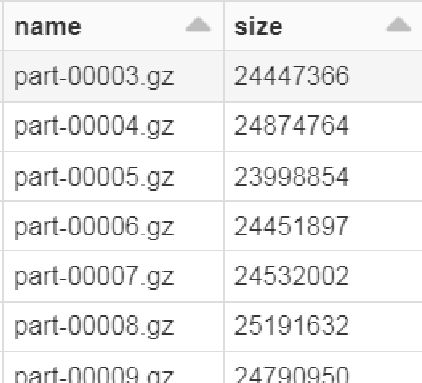 name size
part-00003.gz 24447366
part-00004.gz 24874764
part-00005.gz 23998854
part-00006.gz 24451897
part-00007.gz 24532002
part-00008.gz 25191632
part-00009.gz 24790950